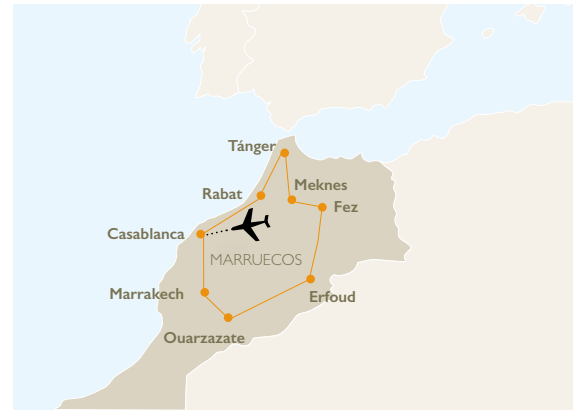 Tánger
Meknes
Rabat
Fez
Casablanca
MARRUECOS
Marrakech
Erfoud
Ouarzazate